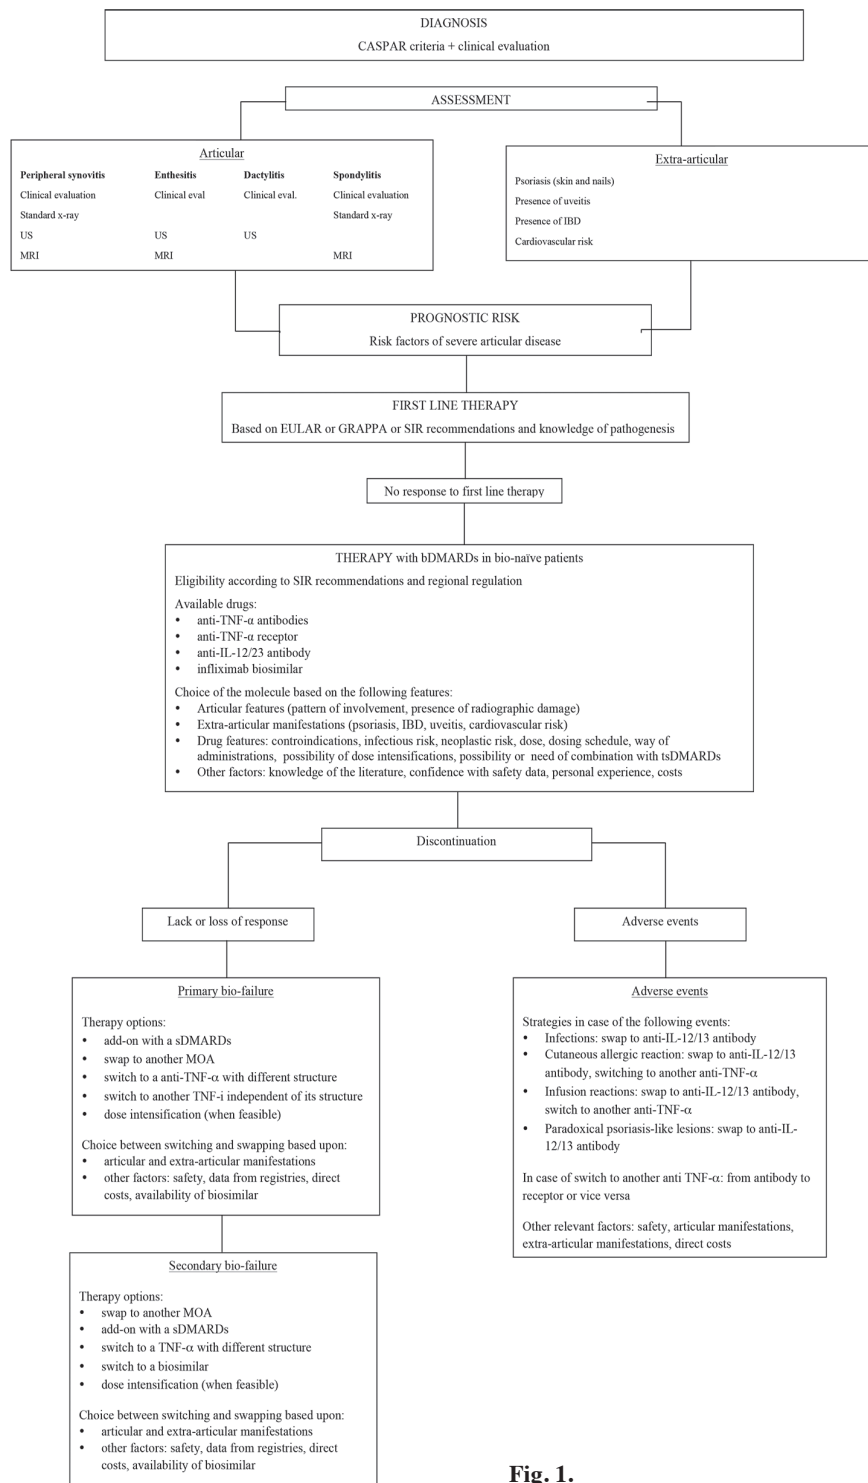 DIAGNOSIS
CASPAR criteria + clinical evaluation
ASSESSMENT
Articular
Peripheral synovitis Enthesitis Dactylitis Spondylitis
Clinical evaluation Clinical eval Clinical eval. Clinical evaluation
Standard x-ray Standard x-ray
US US US
MRI MRI MRI
Extra-articular
Psoriasis (skin and nails)
Presence of uveitis
Presence of IBD
Cardiovascular risk
PROGNOSTIC RISK
Risk factors of severe articular disease
FIRST LINE THERAPY
Based on EULAR or GRAPPA or SIR recommendations and knowledge of pathogenesis
No response to first line therapy
THERAPY with bDMARDs in bio-naïve patients
Eligibility according to SIR recommendations and regional regulation
Available drugs:
• anti-TNF-α antibodies
• anti-TNF-α receptor
• anti-IL-12/23 antibody
• infliximab biosimilar
Choice of the molecule based on the following features:
• Articular features (pattern of involvement, presence of radiographic damage)
• Extra-articular manifestations (psoriasis, IBD, uveitis, cardiovascular risk)
• Drug features: controindications, infectious risk, neoplastic risk, dose, dosing schedule, way of
administrations, possibility of dose intensifications, possibility or need of combination with tsDMARDs
• Other factors: knowledge of the literature, confidence with safety data, personal experience, costs
Discontinuation
Lack or loss of response
Adverse events
Primary bio-failure
Therapy options:
• add-on with a sDMARDs
• swap to another MOA
• switch to a anti-TNF-α with different structure
• switch to another TNF-i independent of its structure
• dose intensification (when feasible)
Choice between switching and swapping based upon:
• articular and extra-articular manifestations
• other factors: safety, data from registries, direct
costs, availability of biosimilar
Adverse events
Strategies in case of the following events:
• Infections: swap to anti-IL-12/13 antibody
• Cutaneous allergic reaction: swap to anti-IL-12/13
antibody, switching to another anti-TNF-α
• Infusion reactions: swap to anti-IL-12/13 antibody,
switch to another anti-TNF-α
• Paradoxical psoriasis-like lesions: swap to anti-IL-
12/13 antibody
In case of switch to another anti TNF-α: from antibody to
receptor or vice versa
Other relevant factors: safety, articular manifestations,
extra-articular manifestations, direct costs
Secondary bio-failure
Therapy options:
• swap to another MOA
• add-on with a sDMARDs
• switch to a TNF-α with different structure
• switch to a biosimilar
• dose intensification (when feasible)
Choice between switching and swapping based upon:
• articular and extra-articular manifestations
• other factors: safety, data from registries, direct
costs, availability of biosimilar
Fig. 1.